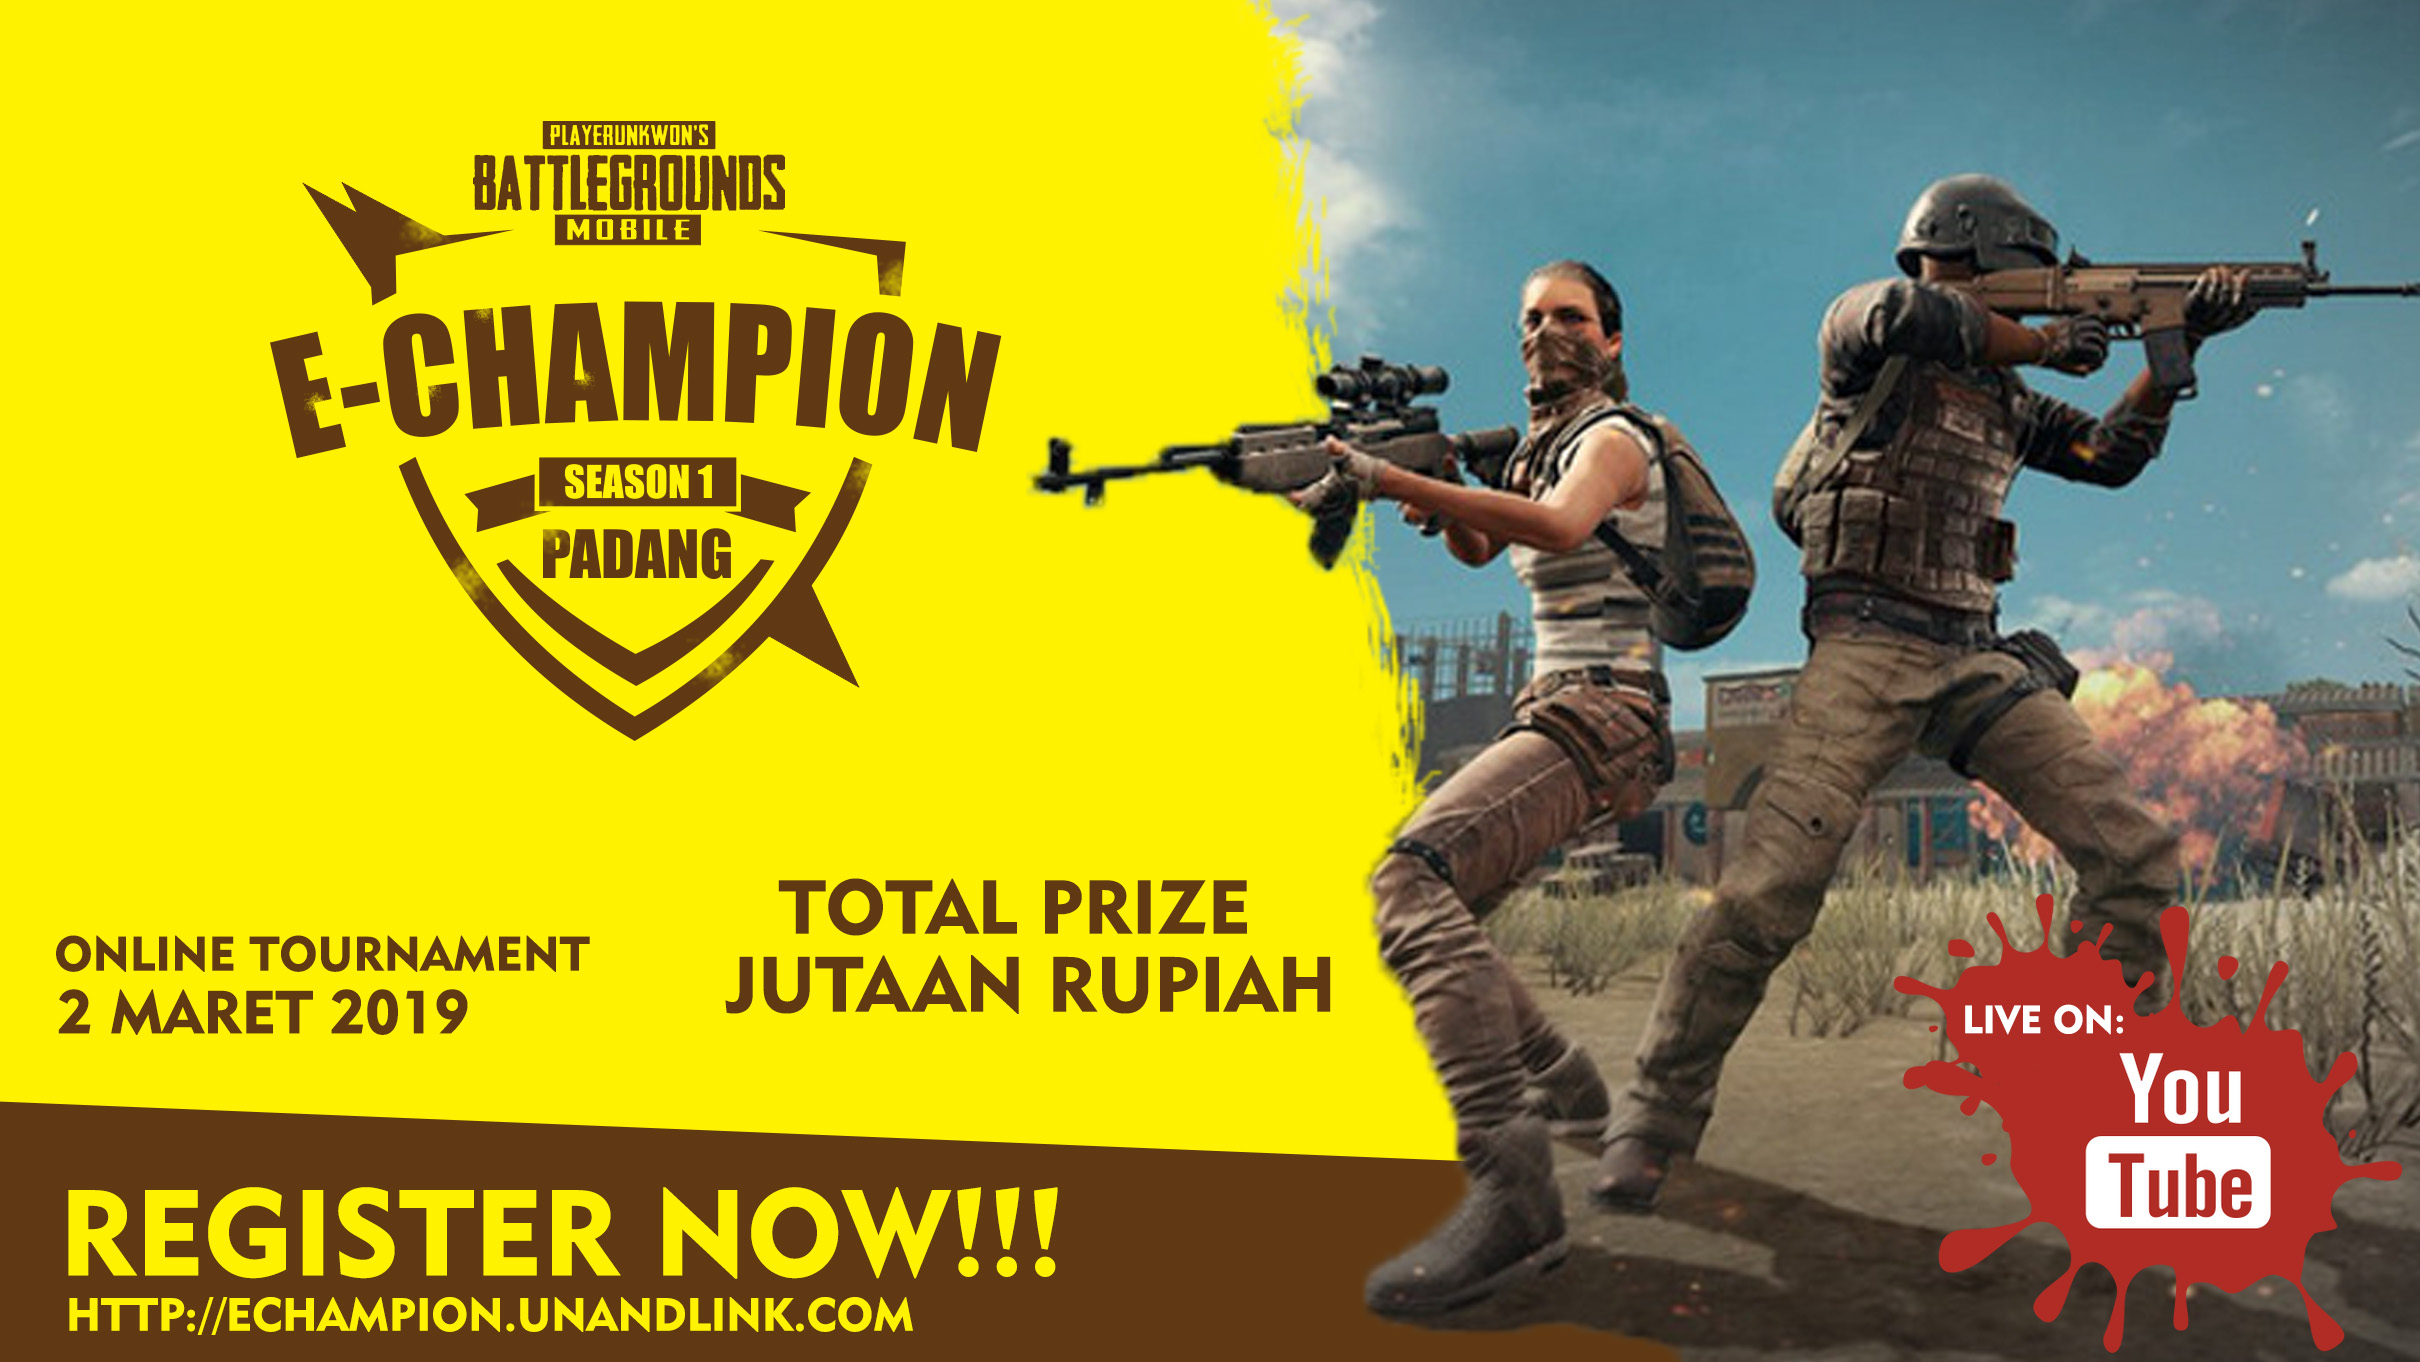 PLAYERUNKWON'S
BATTLEGROUNDS
MOBILE
E-CHAMPION
SEASON 1
PADANG
ONLINE TOURNAMENT
2 MARET 2019
TOTAL PRIZE
JUTAAN RUPIAH
REGISTER NOW!!!
HTTP://ECHAMPION.UNANDLINK.COM
LIVE ON:
You
Tube